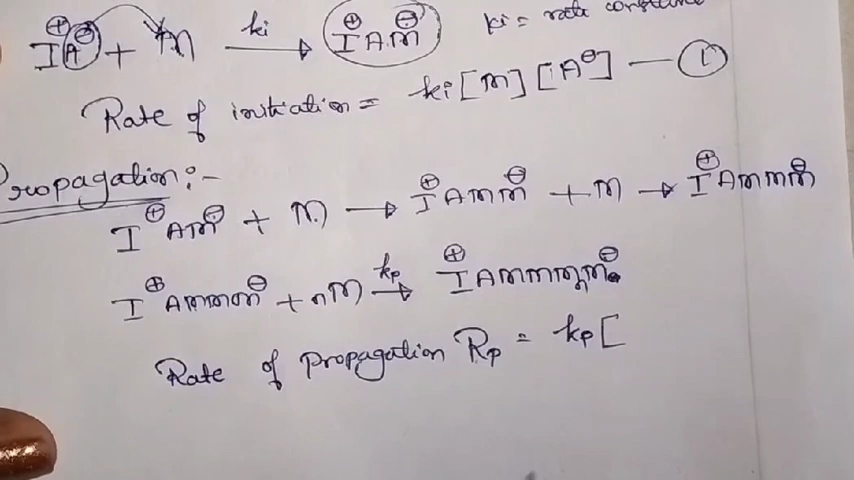 I⊕ A⊖ + M —ki→ I⊕ A M⊖ ki = rate constant
Rate of initiation = ki [M] [A⊖] — 1
Propagation:-
I⊕ AM⊖ + M → I⊕ AMM⊖ + M → I⊕ AMMM⊖
I⊕ AMMM⊖ + nM —kp→ I⊕ AMMMnM⊖
Rate of propagation Rp = kp [